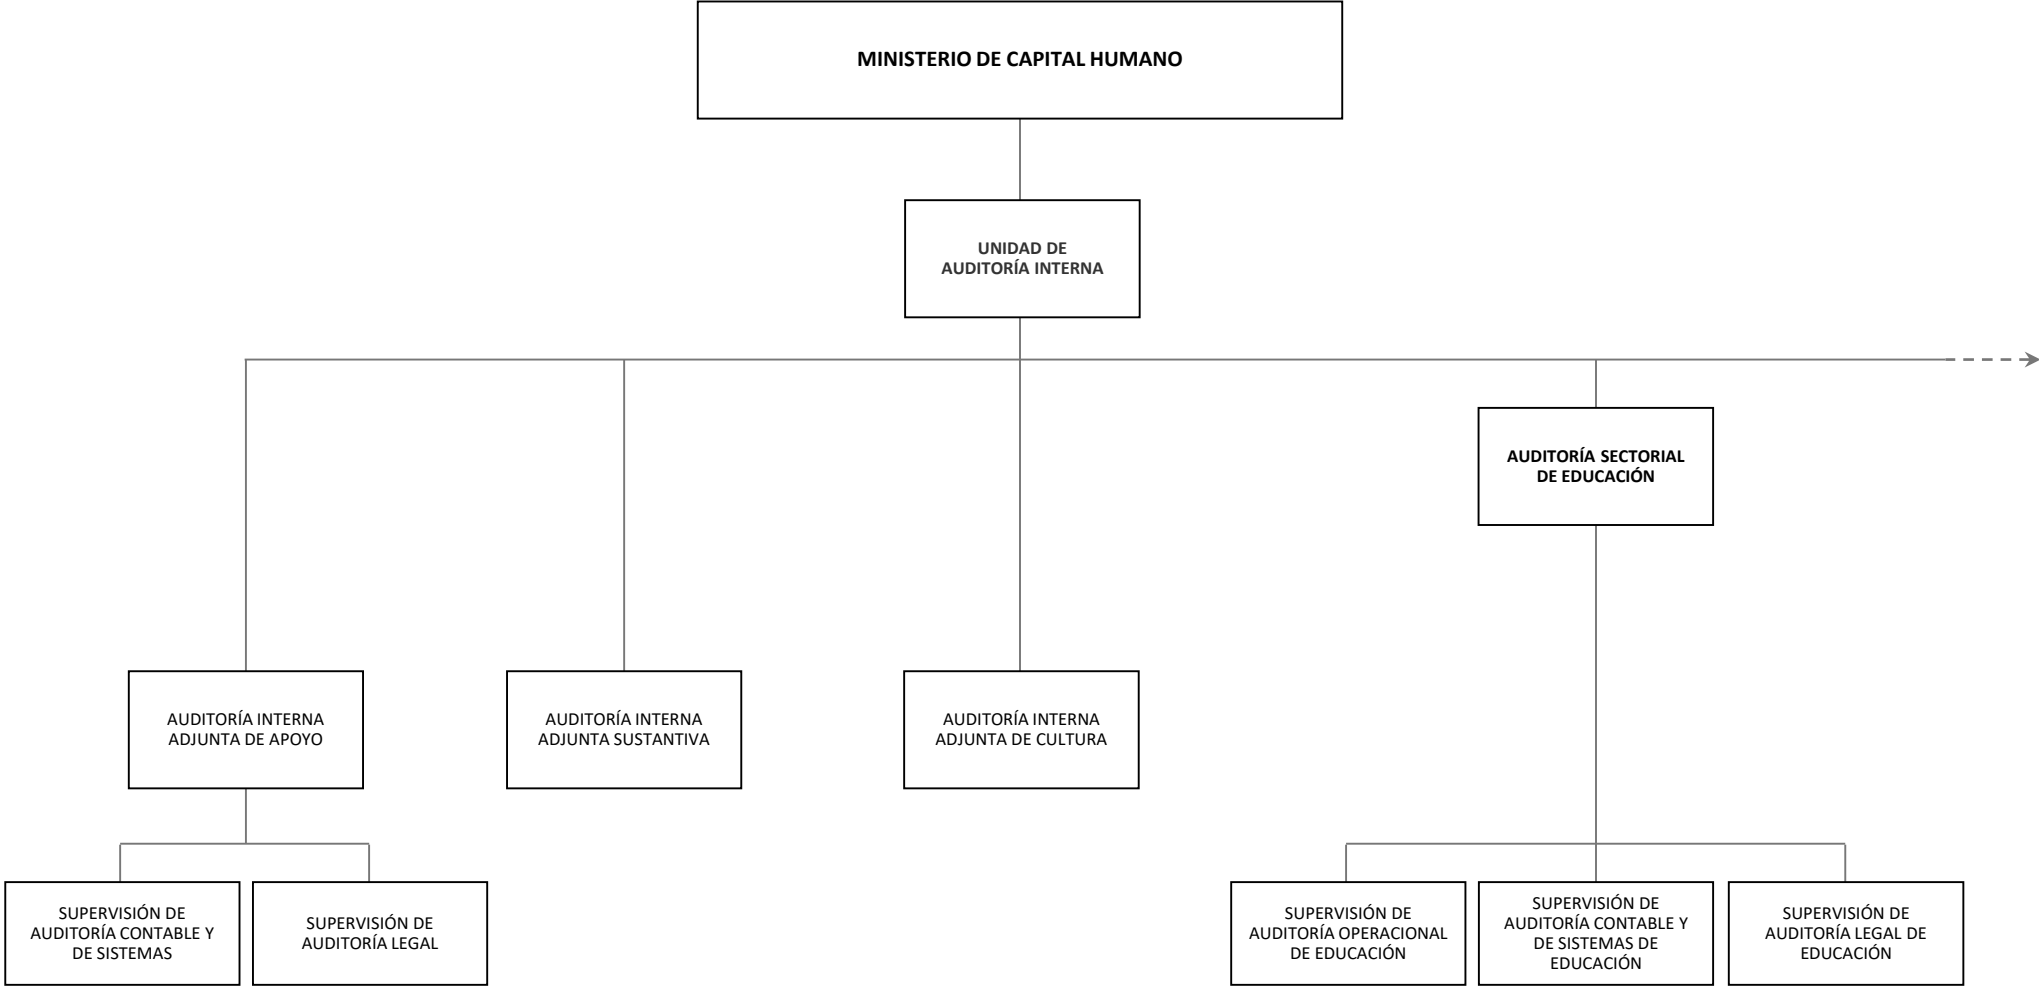 MINISTERIO DE CAPITAL HUMANO
UNIDAD DE
AUDITORÍA INTERNA
AUDITORÍA SECTORIAL
DE EDUCACIÓN
AUDITORÍA INTERNA
ADJUNTA DE APOYO
AUDITORÍA INTERNA
ADJUNTA SUSTANTIVA
AUDITORÍA INTERNA
ADJUNTA DE CULTURA
SUPERVISIÓN DE
AUDITORÍA CONTABLE Y
DE SISTEMAS
SUPERVISIÓN DE
AUDITORÍA LEGAL
SUPERVISIÓN DE
AUDITORÍA OPERACIONAL
DE EDUCACIÓN
SUPERVISIÓN DE
AUDITORÍA CONTABLE Y
DE SISTEMAS DE
EDUCACIÓN
SUPERVISIÓN DE
AUDITORÍA LEGAL DE
EDUCACIÓN